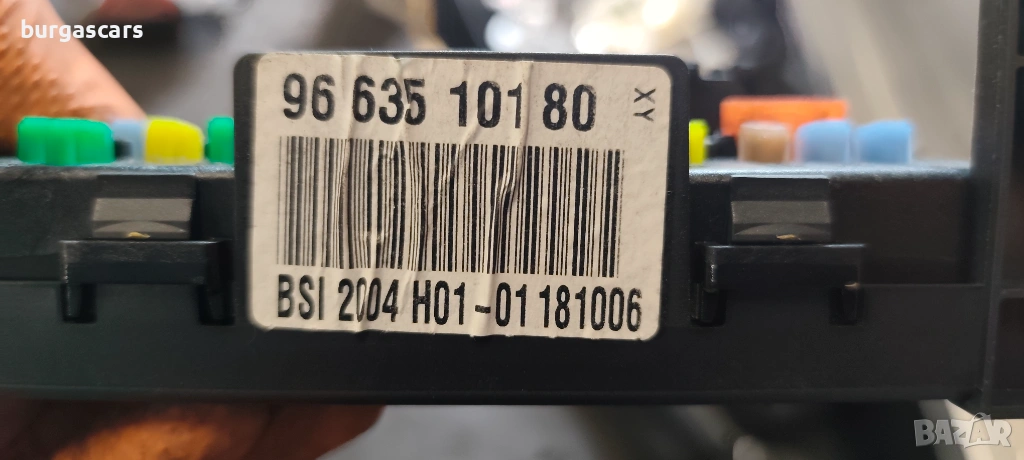 burgascars
96 635 101 80
XY
BSI 2004 H01-01 181006
BAZAR